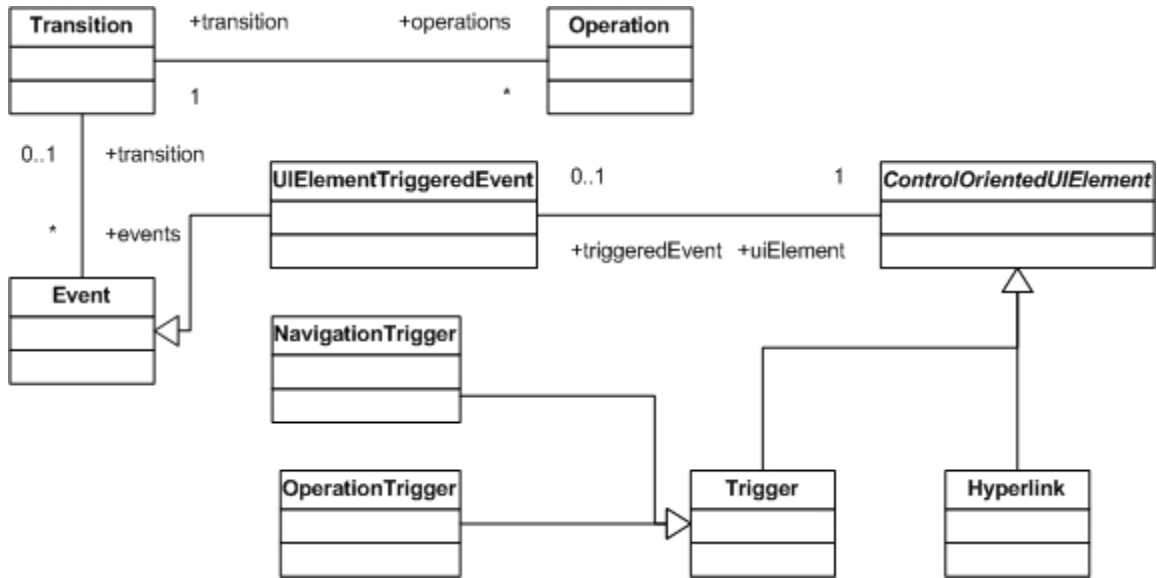 Transition
+transition
+operations
Operation
1
*
0..1
+transition
UIElementTriggeredEvent
0..1
1
ControlOrientedUIElement
*
+events
+triggeredEvent
+uiElement
Event
NavigationTrigger
OperationTrigger
Trigger
Hyperlink